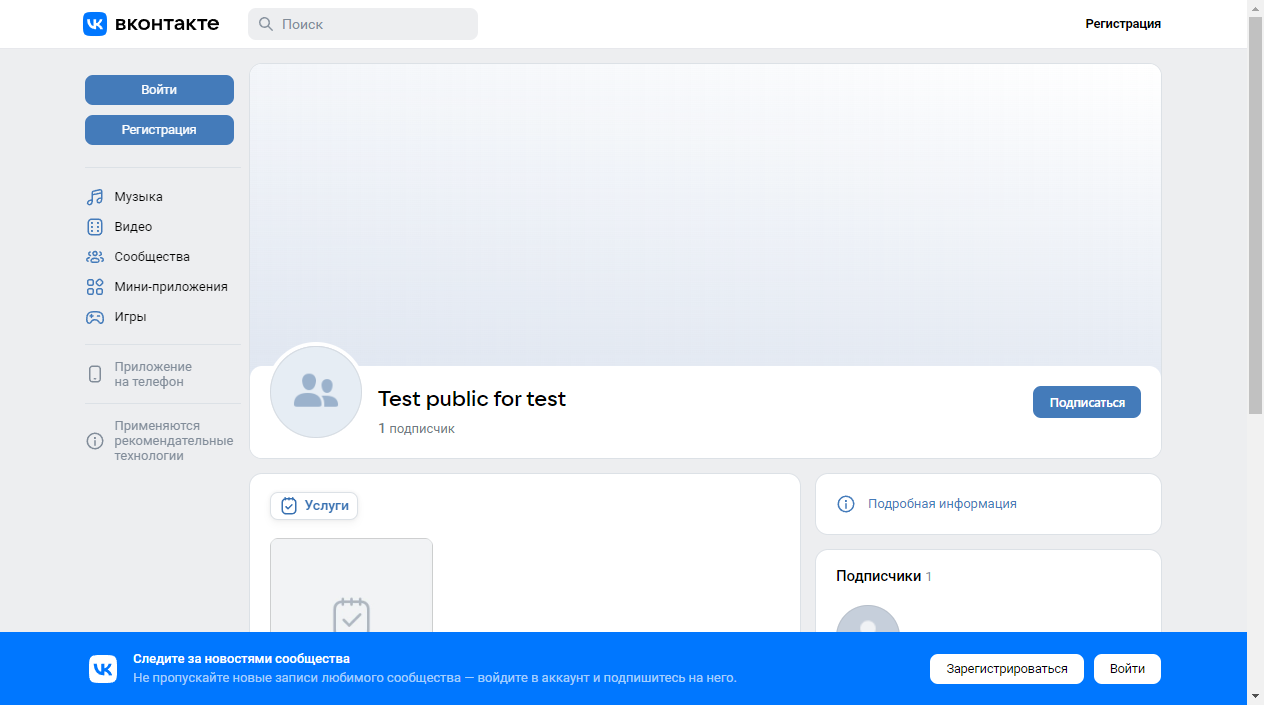 вконтакте
Поиск
Регистрация
Войти
Регистрация
Музыка
Видео
Сообщества
Мини-приложения
Игры
Приложение
на телефон
Применяются
рекомендательные
технологии
Test public for test
1 подписчик
Подписаться
Услуги
Подробная информация
Подписчики 1
Следите за новостями сообщества
Не пропускайте новые записи любимого сообщества — войдите в аккаунт и подпишитесь на него.
Зарегистрироваться
Войти